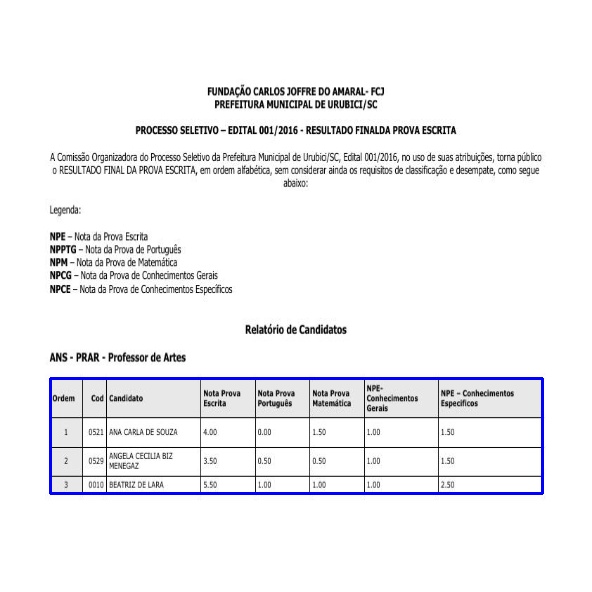 FUNDAÇÃO CARLOS JOFFRE DO AMARAL- FCJ
PREFEITURA MUNICIPAL DE URUBICI/SC
PROCESSO SELETIVO – EDITAL 001/2016 - RESULTADO FINALDA PROVA ESCRITA
A Comissão Organizadora do Processo Seletivo da Prefeitura Municipal de Urubici/SC, Edital 001/2016, no uso de suas atribuições, torna público
o RESULTADO FINAL DA PROVA ESCRITA, em ordem alfabética, sem considerar ainda os requisitos de classificação e desempate, como segue
abaixo:
Legenda:
NPE – Nota da Prova Escrita
NPPTG – Nota da Prova de Português
NPM – Nota da Prova de Matemática
NPCG – Nota da Prova de Conhecimentos Gerais
NPCE – Nota da Prova de Conhecimentos Específicos
Relatório de Candidatos
ANS - PRAR - Professor de Artes
Ordem Cod Candidato Nota Prova Escrita Nota Prova Português Nota Prova Matemática NPE- Conhecimentos Gerais NPE – Conhecimentos Específicos
1 0521 ANA CARLA DE SOUZA 4.00 0.00 1.50 1.00 1.50
2 0529 ANGELA CECILIA BIZ MENEGAZ 3.50 0.50 0.50 1.00 1.50
3 0010 BEATRIZ DE LARA 5.50 1.00 1.00 1.00 2.50